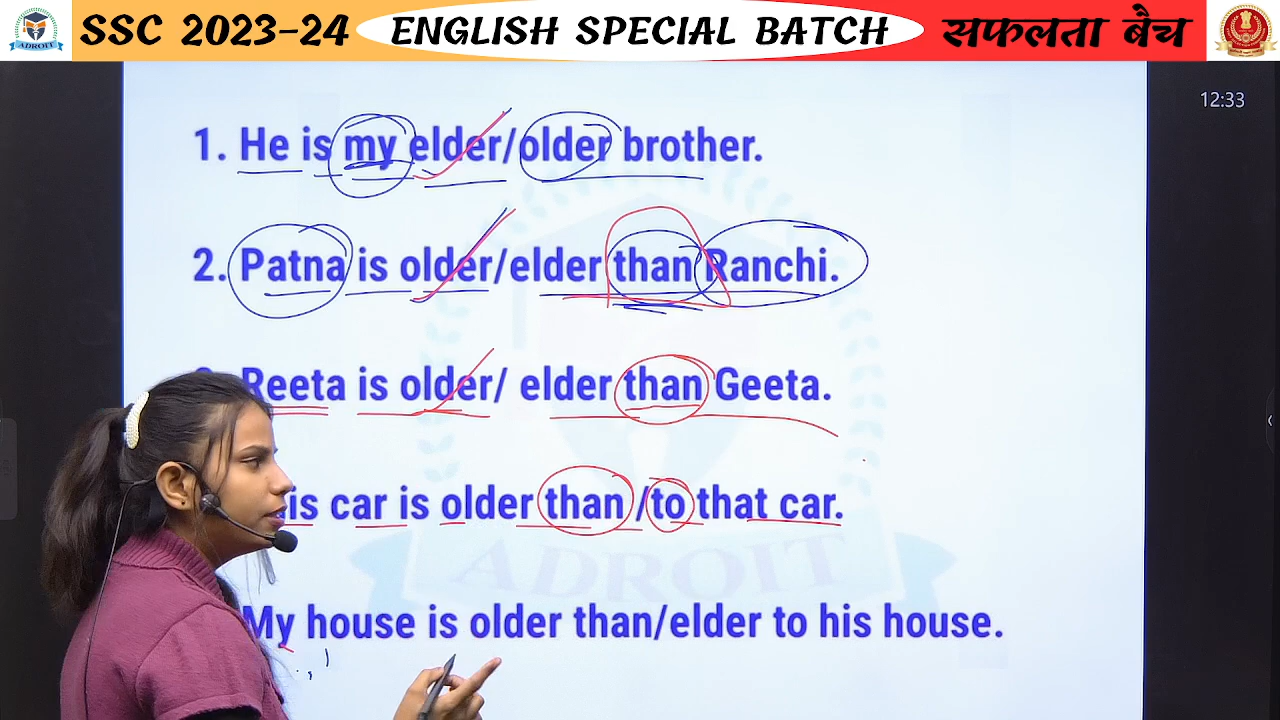 ADROIT
SSC 2023-24
ENGLISH SPECIAL BATCH
सफलता बैच
12:33
1. He is my elder/older brother.
2. Patna is older/elder than Ranchi.
Reeta is older/ elder than Geeta.
is car is older than /to that car.
My house is older than/elder to his house.
ADROIT